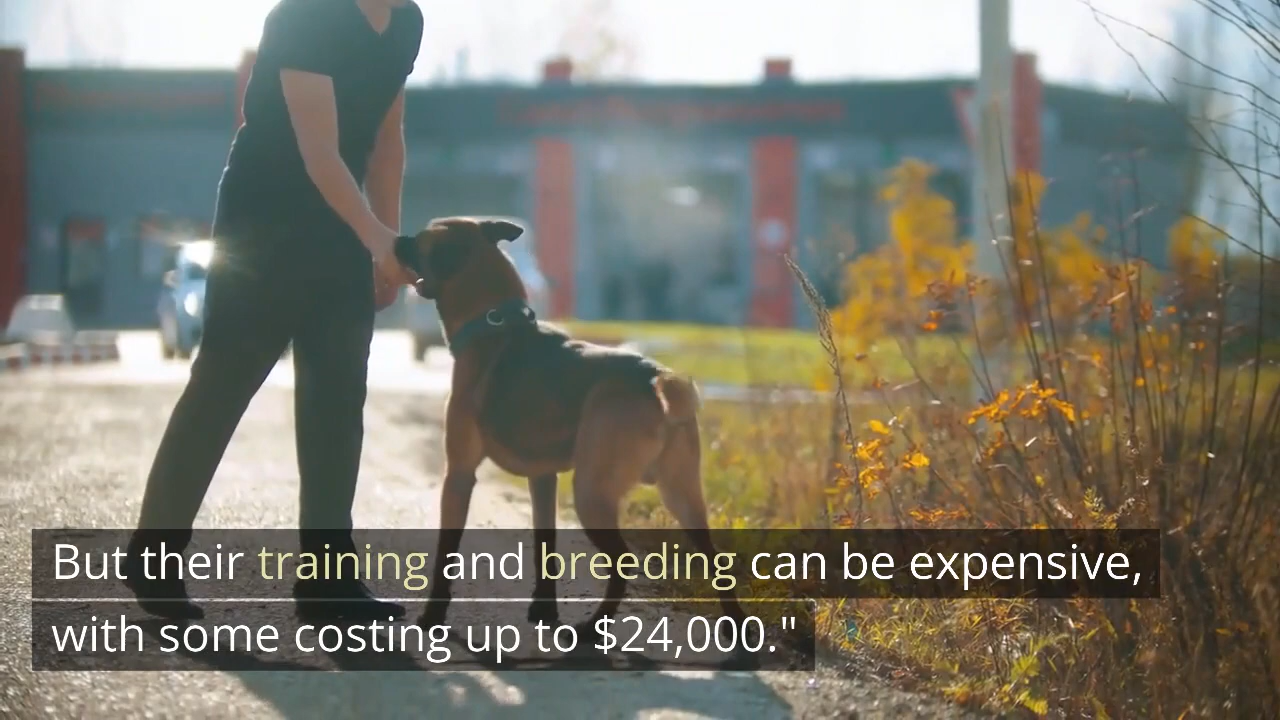 But their training and breeding can be expensive,
with some costing up to $24,000."